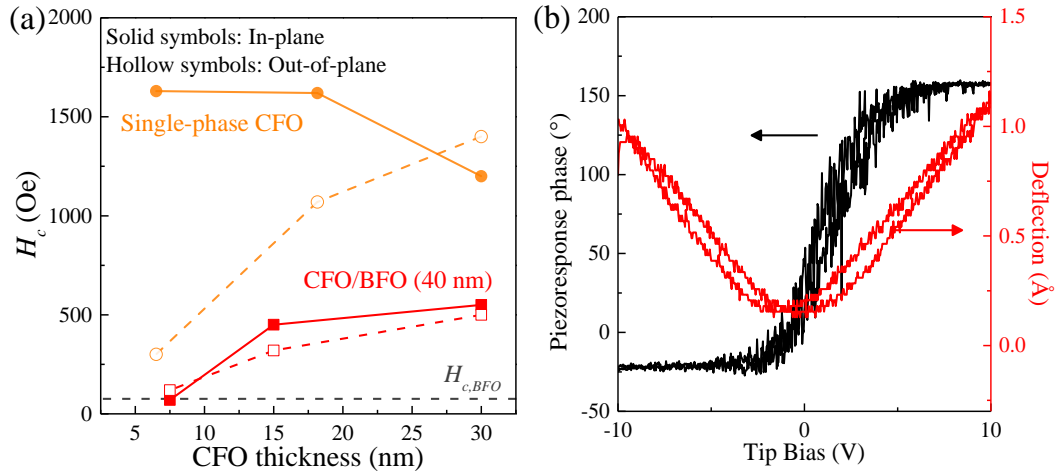 (a)
Solid symbols: In-plane
Hollow symbols: Out-of-plane
Single-phase CFO
CFO/BFO (40 nm)
H_{c,BFO}
H_c (Oe)
2000
1500
1000
500
0
5
10
15
20
25
30
CFO thickness (nm)
(b)
Piezoresponse phase (°)
200
150
100
50
0
-50
-10
-5
0
5
10
Tip Bias (V)
1.5
1.0
0.5
0.0
Deflection (Å)